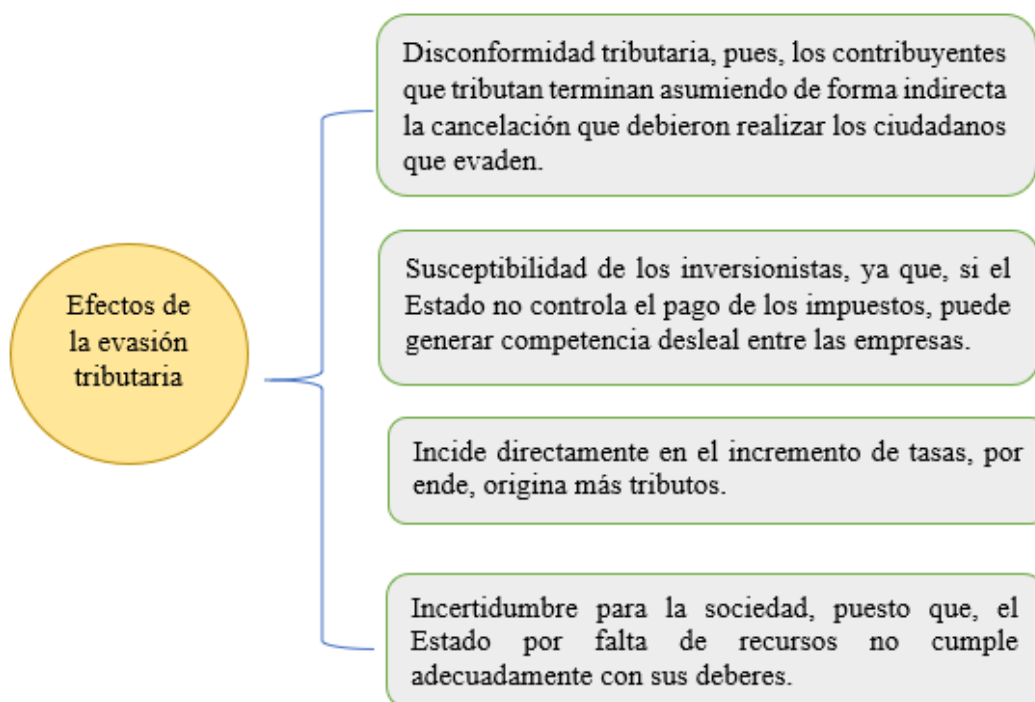 Efectos de
la evasión
tributaria
Disconformidad tributaria, pues, los contribuyentes
que tributan terminan asumiendo de forma indirecta
la cancelación que debieron realizar los ciudadanos
que evaden.
Susceptibilidad de los inversionistas, ya que, si el
Estado no controla el pago de los impuestos, puede
generar competencia desleal entre las empresas.
Incide directamente en el incremento de tasas, por
ende, origina más tributos.
Incertidumbre para la sociedad, puesto que, el
Estado por falta de recursos no cumple
adecuadamente con sus deberes.